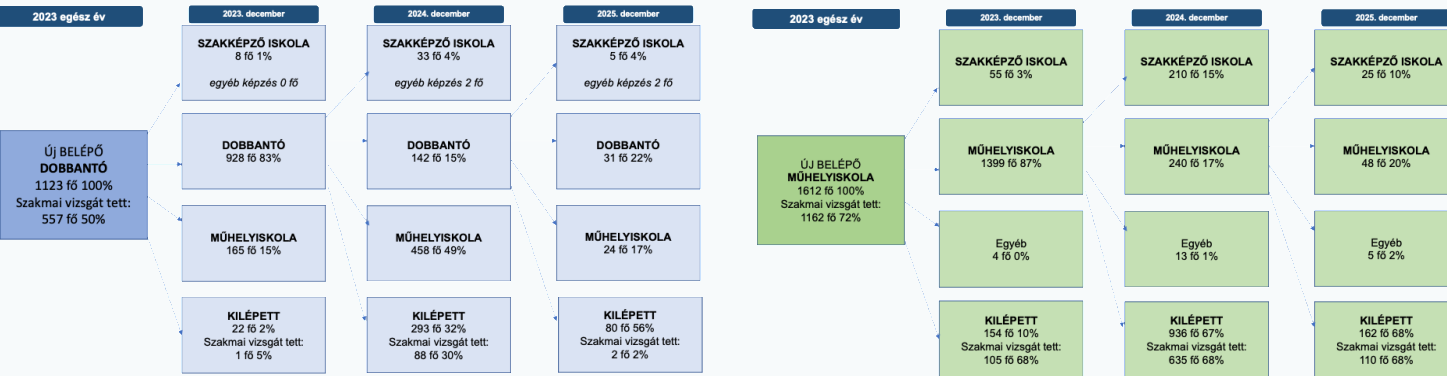 2023 egész év
2023. december
2024. december
2025. december
SZAKKÉPZŐ ISKOLA
8 fő 1%
egyéb képzés 0 fő
SZAKKÉPZŐ ISKOLA
33 fő 4%
egyéb képzés 2 fő
SZAKKÉPZŐ ISKOLA
5 fő 4%
egyéb képzés 2 fő
ÚJ BELÉPŐ
DOBBANTÓ
1123 fő 100%
Szakmai vizsgát tett:
557 fő 50%
DOBBANTÓ
928 fő 83%
DOBBANTÓ
142 fő 15%
DOBBANTÓ
31 fő 22%
MŰHELYISKOLA
165 fő 15%
MŰHELYISKOLA
458 fő 49%
MŰHELYISKOLA
24 fő 17%
KILÉPETT
22 fő 2%
Szakmai vizsgát tett:
1 fő 5%
KILÉPETT
293 fő 32%
Szakmai vizsgát tett:
88 fő 30%
KILÉPETT
80 fő 56%
Szakmai vizsgát tett:
2 fő 2%
2023 egész év
2023. december
2024. december
2025. december
SZAKKÉPZŐ ISKOLA
55 fő 3%
SZAKKÉPZŐ ISKOLA
210 fő 15%
SZAKKÉPZŐ ISKOLA
25 fő 10%
ÚJ BELÉPŐ
MŰHELYISKOLA
1612 fő 100%
Szakmai vizsgát tett:
1162 fő 72%
MŰHELYISKOLA
1399 fő 87%
MŰHELYISKOLA
240 fő 17%
MŰHELYISKOLA
48 fő 20%
Egyéb
4 fő 0%
Egyéb
13 fő 1%
Egyéb
5 fő 2%
KILÉPETT
154 fő 10%
Szakmai vizsgát tett:
105 fő 68%
KILÉPETT
936 fő 67%
Szakmai vizsgát tett:
635 fő 68%
KILÉPETT
162 fő 68%
Szakmai vizsgát tett:
110 fő 68%